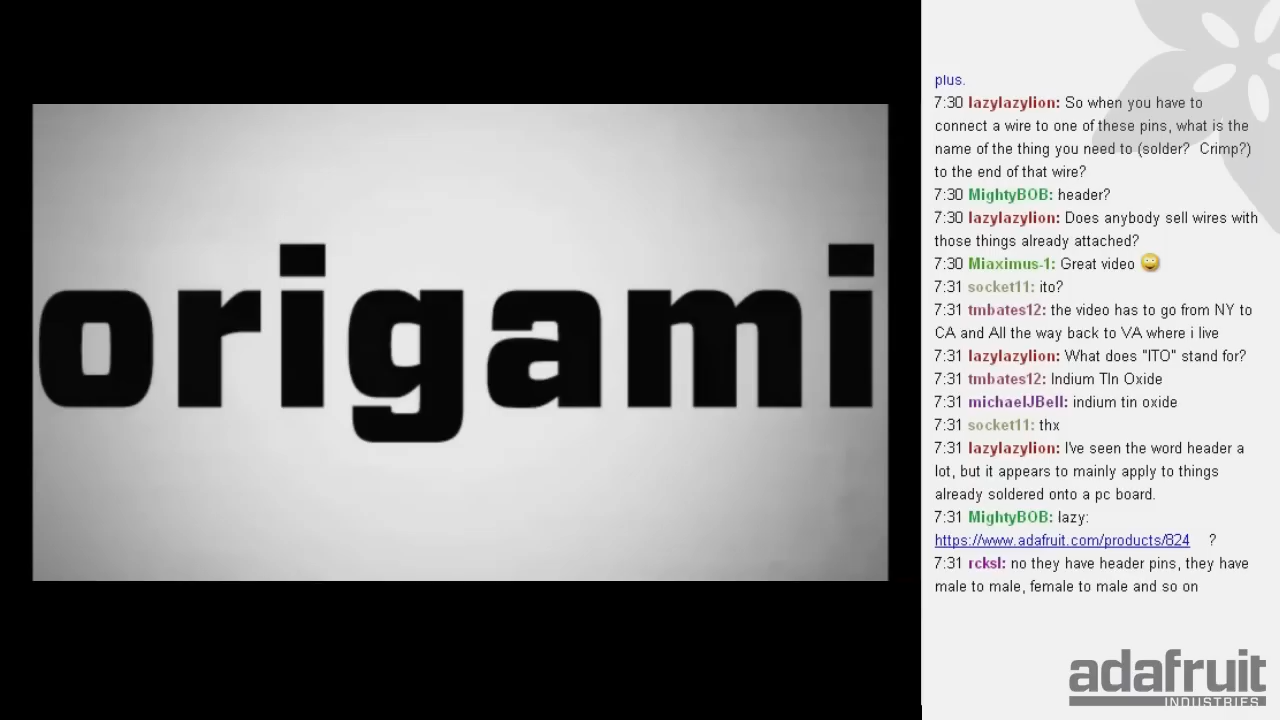 origami
plus.
7:30 lazylazylion: So when you have to
connect a wire to one of these pins, what is the
name of the thing you need to (solder?  Crimp?)
to the end of that wire?
7:30 MightyBOB: header?
7:30 lazylazylion: Does anybody sell wires with
those things already attached?
7:30 Miaximus-1: Great video
7:31 socket11: ito?
7:31 tmbates12: the video has to go from NY to
CA and All the way back to VA where i live
7:31 lazylazylion: What does "ITO" stand for?
7:31 tmbates12: Indium TIn Oxide
7:31 michaelJBell: indium tin oxide
7:31 socket11: thx
7:31 lazylazylion: I've seen the word header a
lot, but it appears to mainly apply to things
already soldered onto a pc board.
7:31 MightyBOB: lazy:
https://www.adafruit.com/products/824 ?
7:31 rcksl: no they have header pins, they have
male to male, female to male and so on
adafruit
INDUSTRIES